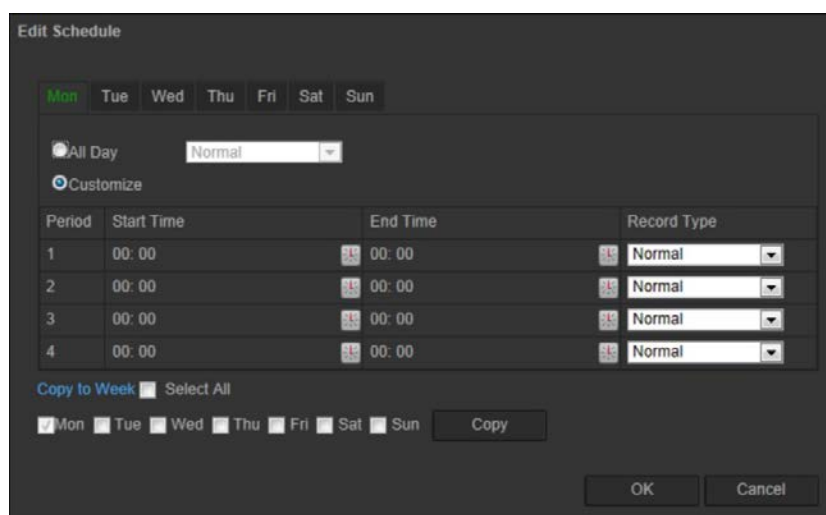 Edit Schedule
Mon Tue Wed Thu Fri Sat Sun
All Day Normal
Customize
Period Start Time End Time Record Type
1 00: 00 00: 00 Normal
2 00: 00 00: 00 Normal
3 00: 00 00: 00 Normal
4 00: 00 00: 00 Normal
Copy to Week Select All
Mon Tue Wed Thu Fri Sat Sun Copy
OK Cancel